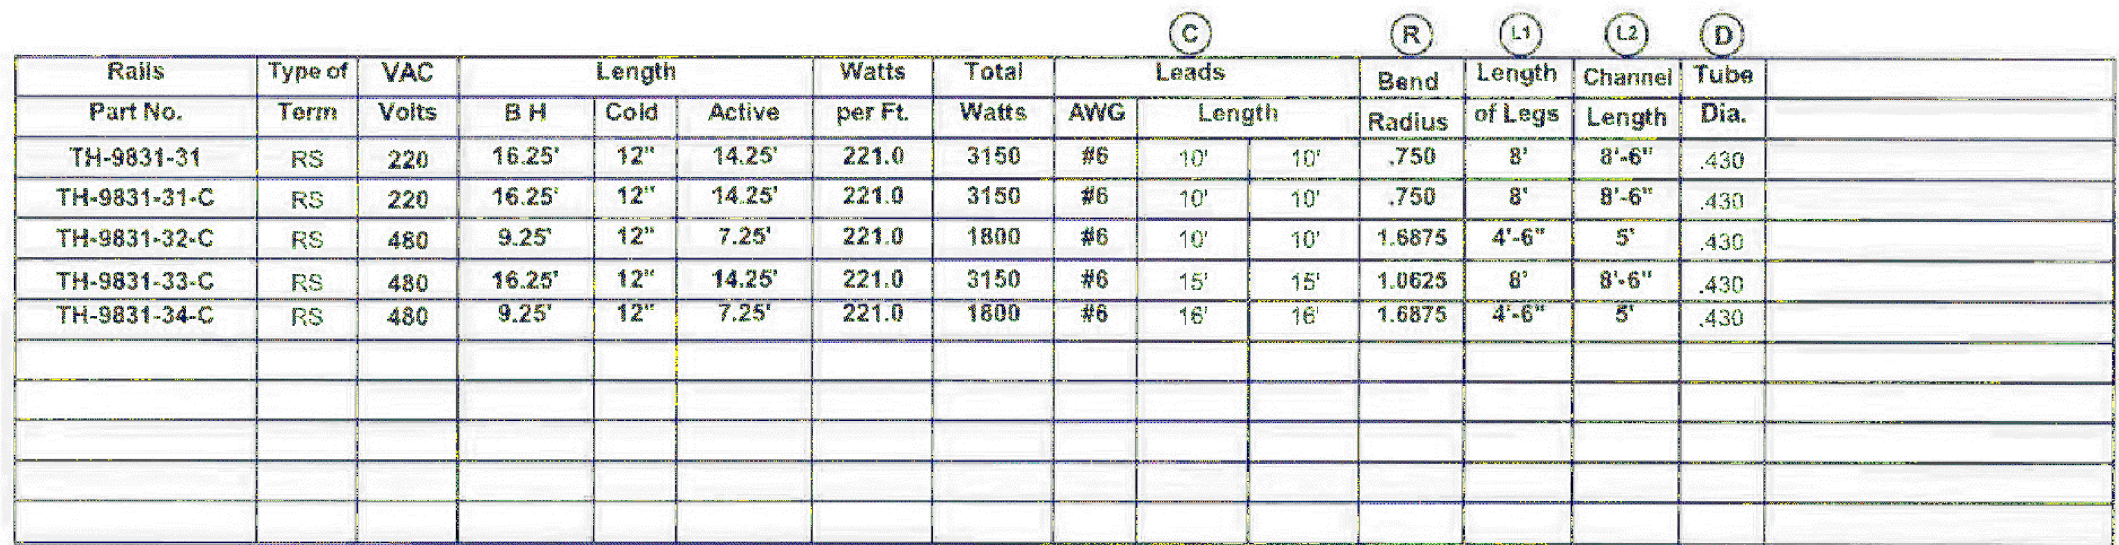 C R L1 L2 D
Rails Type of VAC Length Watts Total Leads Bend Length Channel Tube
Part No. Term Volts B H Cold Active per Ft. Watts AWG Length Radius of Legs Length Dia.
TH-9831-31 RS 220 16.25' 12" 14.25' 221.0 3150 #6 10' 10' .750 8' 8'-6" .430
TH-9831-31-C RS 220 16.25' 12" 14.25' 221.0 3150 #6 10' 10' .750 8' 8'-6" .430
TH-9831-32-C RS 480 9.25' 12" 7.25' 221.0 1800 #6 10' 10' 1.6875 4'-6" 5' .430
TH-9831-33-C RS 480 16.25' 12" 14.25' 221.0 3150 #6 15' 15' 1.0625 8' 8'-6" .430
TH-9831-34-C RS 480 9.25' 12" 7.25' 221.0 1800 #6 16' 16' 1.6875 4'-6" 5' .430